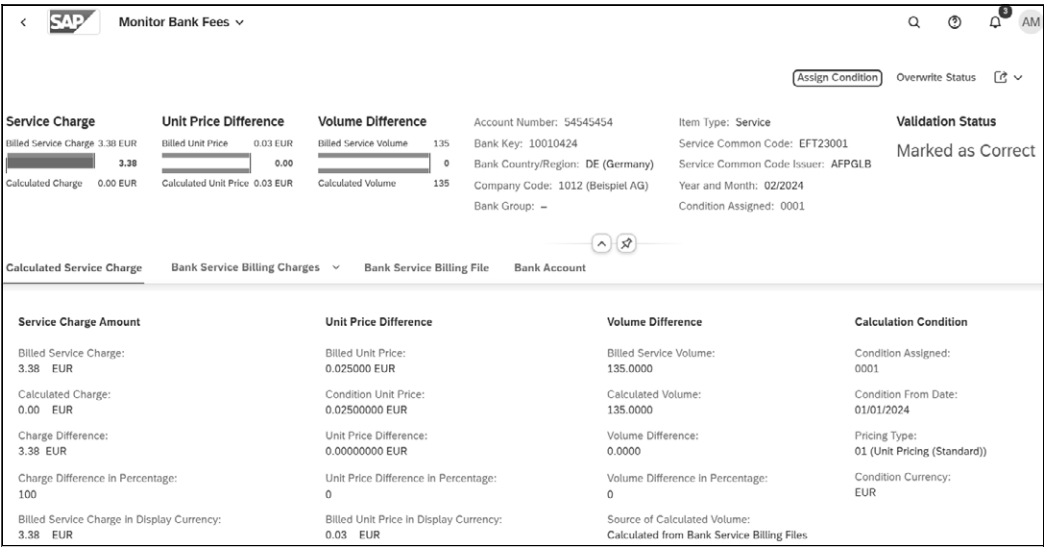 SAP Monitor Bank Fees
3
AM
Assign Condition Overwrite Status
Service Charge
Billed Service Charge 3.38 EUR
3.38
Calculated Charge 0.00 EUR
Unit Price Difference
Billed Unit Price 0.03 EUR
0.00
Calculated Unit Price 0.03 EUR
Volume Difference
Billed Service Volume 135
0
Calculated Volume 135
Account Number: 54545454
Bank Key: 10010424
Bank Country/Region: DE (Germany)
Company Code: 1012 (Beispiel AG)
Bank Group: –
Item Type: Service
Service Common Code: EFT23001
Service Common Code Issuer: AFPGLB
Year and Month: 02/2024
Condition Assigned: 0001
Validation Status
Marked as Correct
Calculated Service Charge Bank Service Billing Charges Bank Service Billing File Bank Account
Service Charge Amount
Billed Service Charge:
3.38 EUR
Calculated Charge:
0.00 EUR
Charge Difference:
3.38 EUR
Charge Difference in Percentage:
100
Billed Service Charge in Display Currency:
3.38 EUR
Unit Price Difference
Billed Unit Price:
0.025000 EUR
Condition Unit Price:
0.02500000 EUR
Unit Price Difference:
0.00000000 EUR
Unit Price Difference in Percentage:
0
Billed Unit Price in Display Currency:
0.03 EUR
Volume Difference
Billed Service Volume:
135.0000
Calculated Volume:
135.0000
Volume Difference:
0.0000
Volume Difference in Percentage:
0
Source of Calculated Volume:
Calculated from Bank Service Billing Files
Calculation Condition
Condition Assigned:
0001
Condition From Date:
01/01/2024
Pricing Type:
01 (Unit Pricing (Standard))
Condition Currency:
EUR